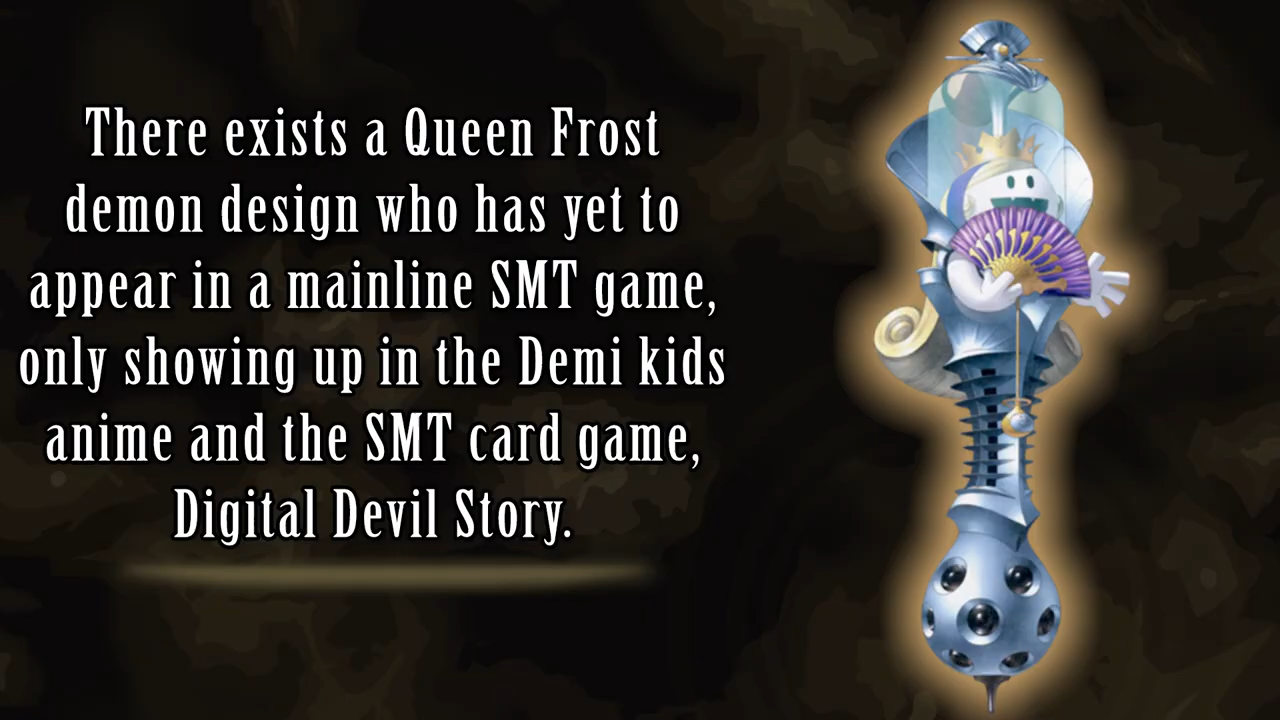 There exists a Queen Frost
demon design who has yet to
appear in a mainline SMT game,
only showing up in the Demi kids
anime and the SMT card game,
Digital Devil Story.